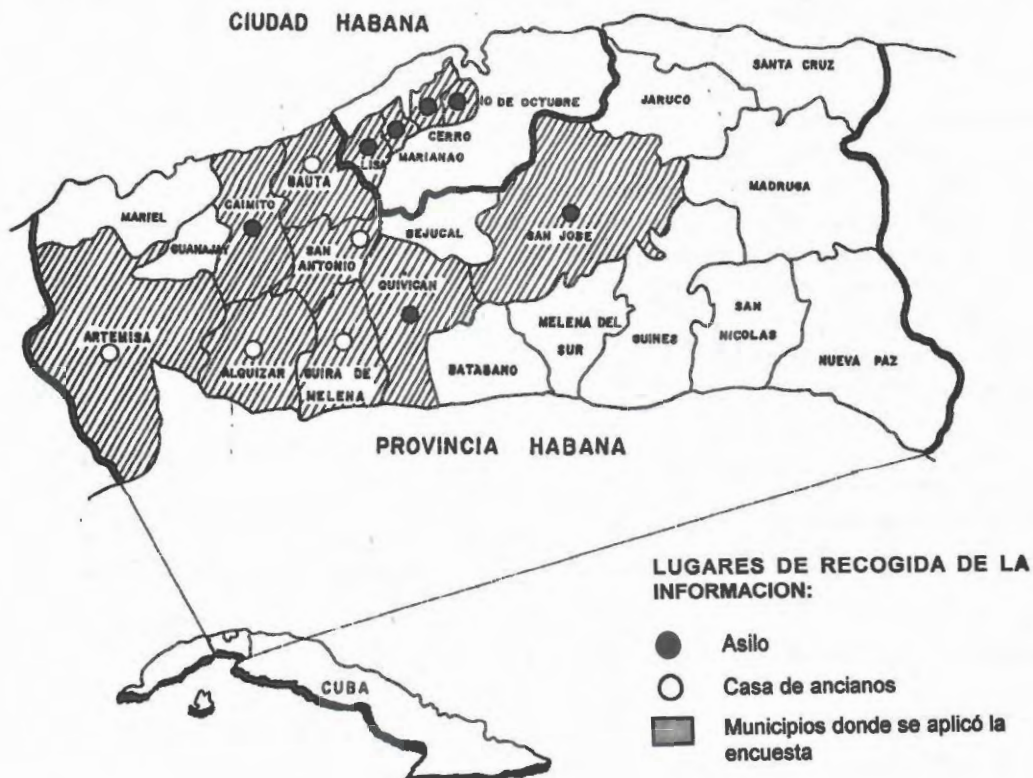 CIUDAD HABANA
SANTA CRUZ
JARUCO
10 DE OCTUBRE
CERRO
MARIANAO
LISA
BAUTA
MADRUGA
CAIMITO
MARIEL
GUANAJAY
SAN
ANTONIO
BEJUCAL
SAN JOSE
QUIVICAN
ARTEMISA
ALQUIZAR
GUIRA DE
MELENA
BATABANO
MELENA DEL
SUR
GUINES
SAN
NICOLAS
NUEVA PAZ
PROVINCIA HABANA
CUBA
LUGARES DE RECOGIDA DE LA
INFORMACION:
Asilo
Casa de ancianos
Municipios donde se aplicó la
encuesta